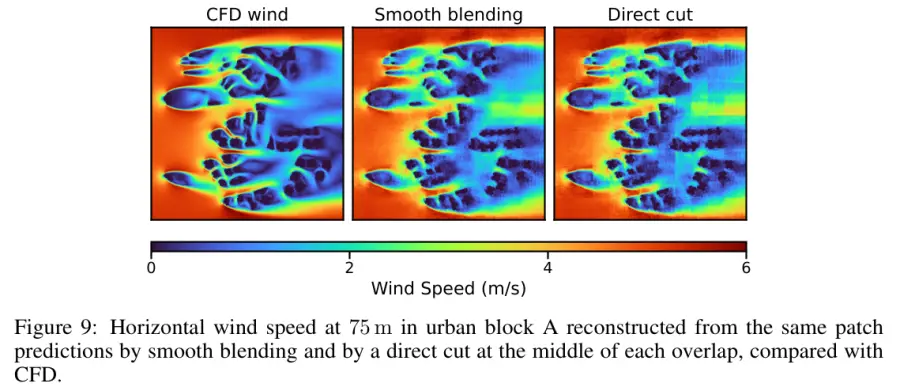 CFD wind
Smooth blending
Direct cut
0 2 4 6
Wind Speed (m/s)
Figure 9: Horizontal wind speed at 75 m in urban block A reconstructed from the same patch
predictions by smooth blending and by a direct cut at the middle of each overlap, compared with
CFD.